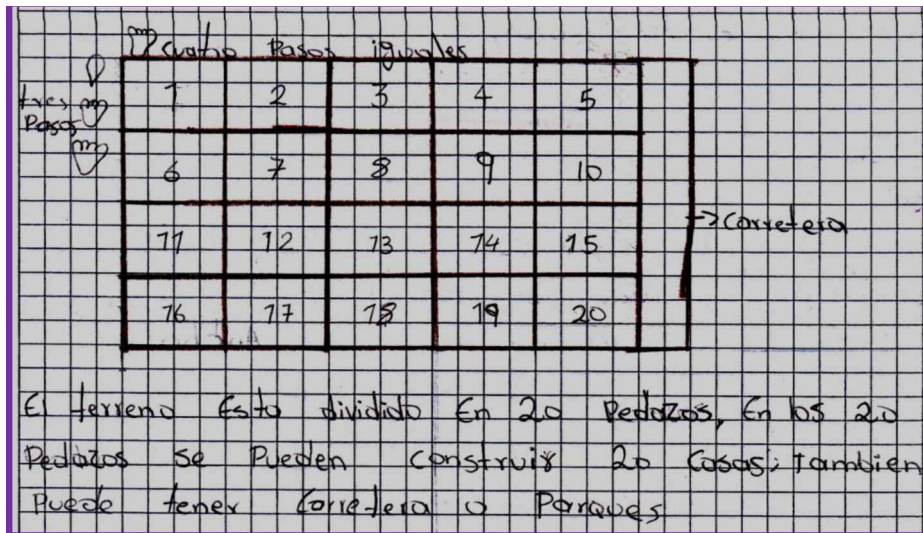 cuatro Pasos iguales
tres
Pasos
1 2 3 4 5
6 7 8 9 10
11 12 13 14 15
16 17 18 19 20
→ Carretera
El terreno Esta dividido En 20 Pedazos, En los 20
Pedazos se Pueden construir 20 Casas; Tambien
Puede tener Carretera o Parques